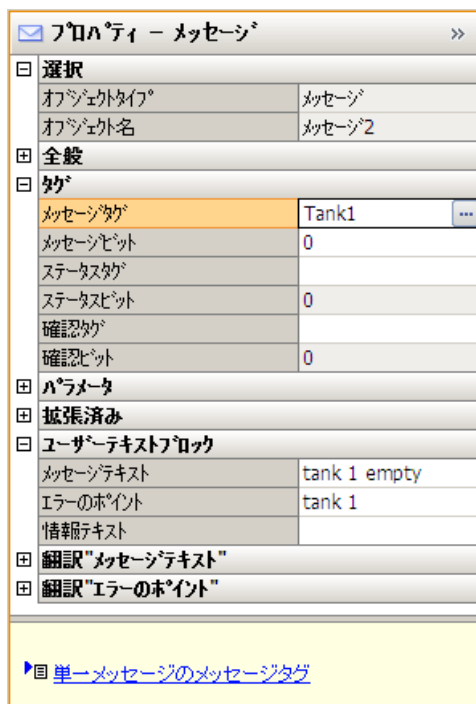 プロパティ - メッセージ »
選択
オブジェクトタイプ メッセージ
オブジェクト名 メッセージ2
全般
タグ
メッセージタグ Tank1 ...
メッセージビット 0
ステータスタグ
ステータスビット 0
確認タグ
確認ビット 0
パラメータ
拡張済み
ユーザーテキストブロック
メッセージテキスト tank 1 empty
エラーのポイント tank 1
情報テキスト
翻訳"メッセージテキスト"
翻訳"エラーのポイント"
単一メッセージのメッセージタグ